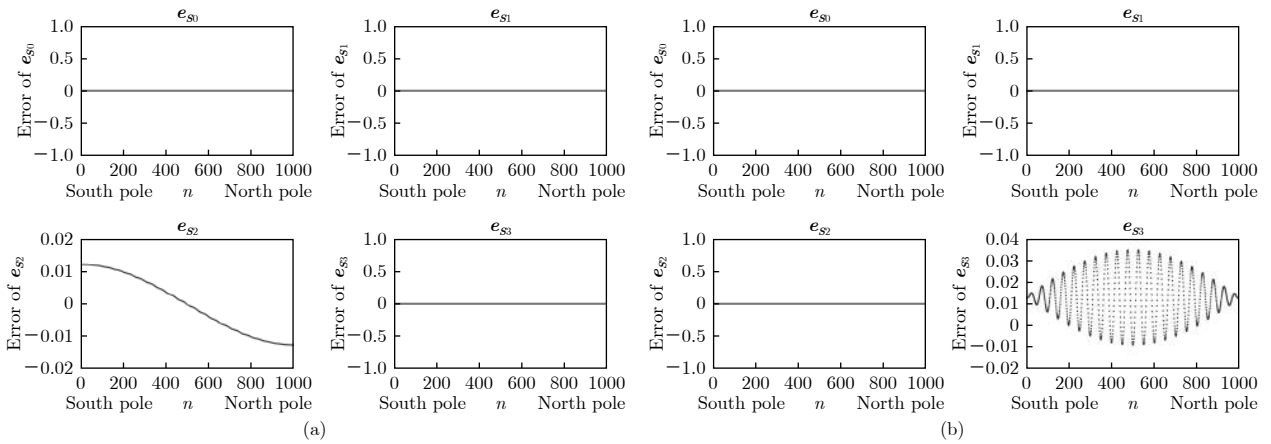 e_{S0}
Error of e_{S0}
1.0
0.5
0
−0.5
−1.0
0 200 400 600 800 1000
South pole n North pole
e_{S1}
Error of e_{S1}
1.0
0.5
0
−0.5
−1.0
0 200 400 600 800 1000
South pole n North pole
e_{S0}
Error of e_{S0}
1.0
0.5
0
−0.5
−1.0
0 200 400 600 800 1000
South pole n North pole
e_{S1}
Error of e_{S1}
1.0
0.5
0
−0.5
−1.0
0 200 400 600 800 1000
South pole n North pole
e_{S2}
Error of e_{S2}
0.02
0.01
0
−0.01
−0.02
0 200 400 600 800 1000
South pole n North pole
e_{S3}
Error of e_{S3}
1.0
0.5
0
−0.5
−1.0
0 200 400 600 800 1000
South pole n North pole
e_{S2}
Error of e_{S2}
1.0
0.5
0
−0.5
−1.0
0 200 400 600 800 1000
South pole n North pole
e_{S3}
Error of e_{S3}
0.04
0.03
0.02
0.01
0
−0.01
−0.02
0 200 400 600 800 1000
South pole n North pole
(a)
(b)